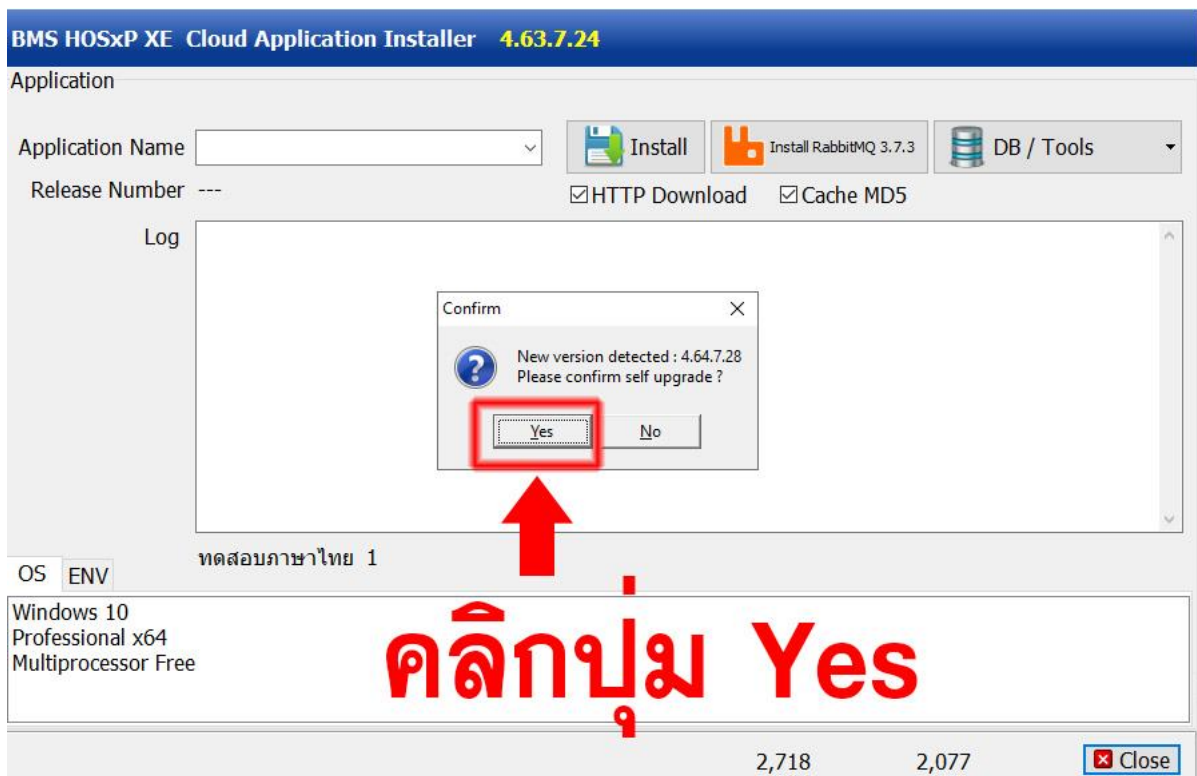 BMS HOSxP XE Cloud Application Installer 4.63.7.24
Application
Application Name
Install
Install RabbitMQ 3.7.3
DB / Tools
Release Number ---
HTTP Download
Cache MD5
Log
Confirm
New version detected : 4.64.7.28
Please confirm self upgrade ?
Yes
No
ทดสอบภาษาไทย 1
OS ENV
Windows 10
Professional x64
Multiprocessor Free
คลิกปุ่ม Yes
2,718 2,077 Close